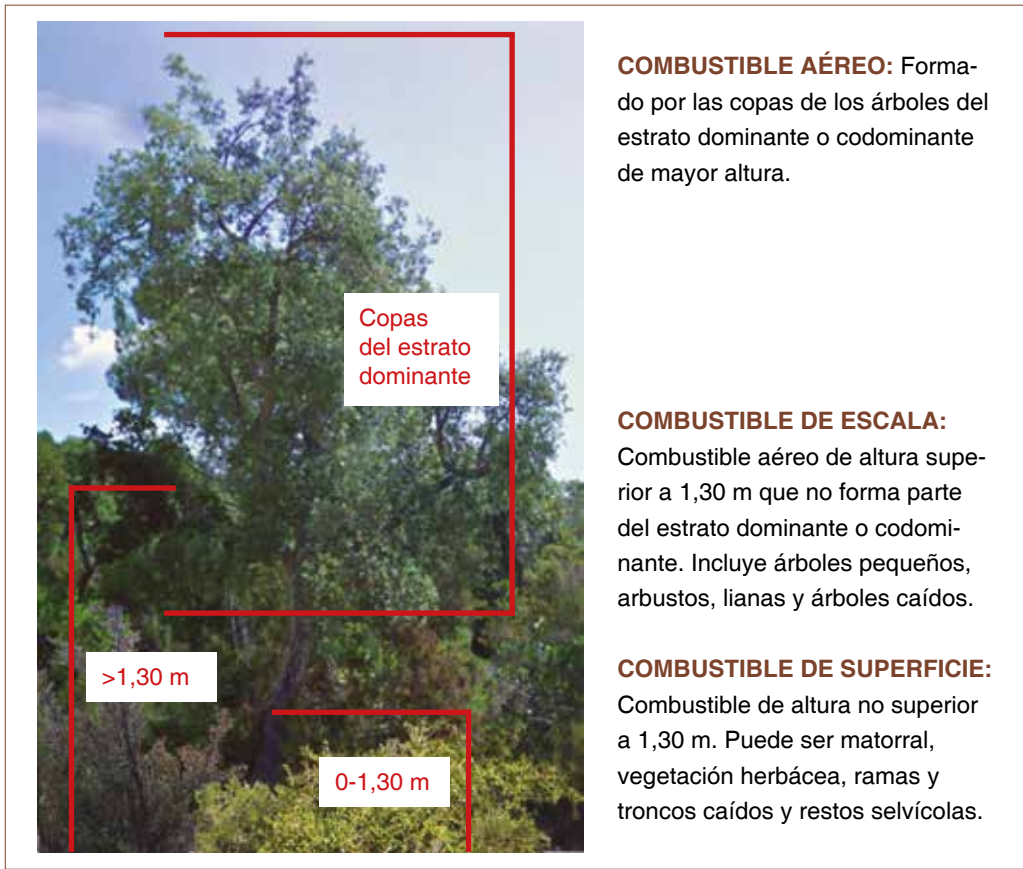 COMBUSTIBLE AÉREO: Forma-
do por las copas de los árboles del
estrato dominante o codominante
de mayor altura.
Copas
del estrato
dominante
COMBUSTIBLE DE ESCALA:
Combustible aéreo de altura supe-
rior a 1,30 m que no forma parte
del estrato dominante o codomi-
nante. Incluye árboles pequeños,
arbustos, lianas y árboles caídos.
>1,30 m
COMBUSTIBLE DE SUPERFICIE:
Combustible de altura no superior
a 1,30 m. Puede ser matorral,
vegetación herbácea, ramas y
troncos caídos y restos selvícolas.
0-1,30 m